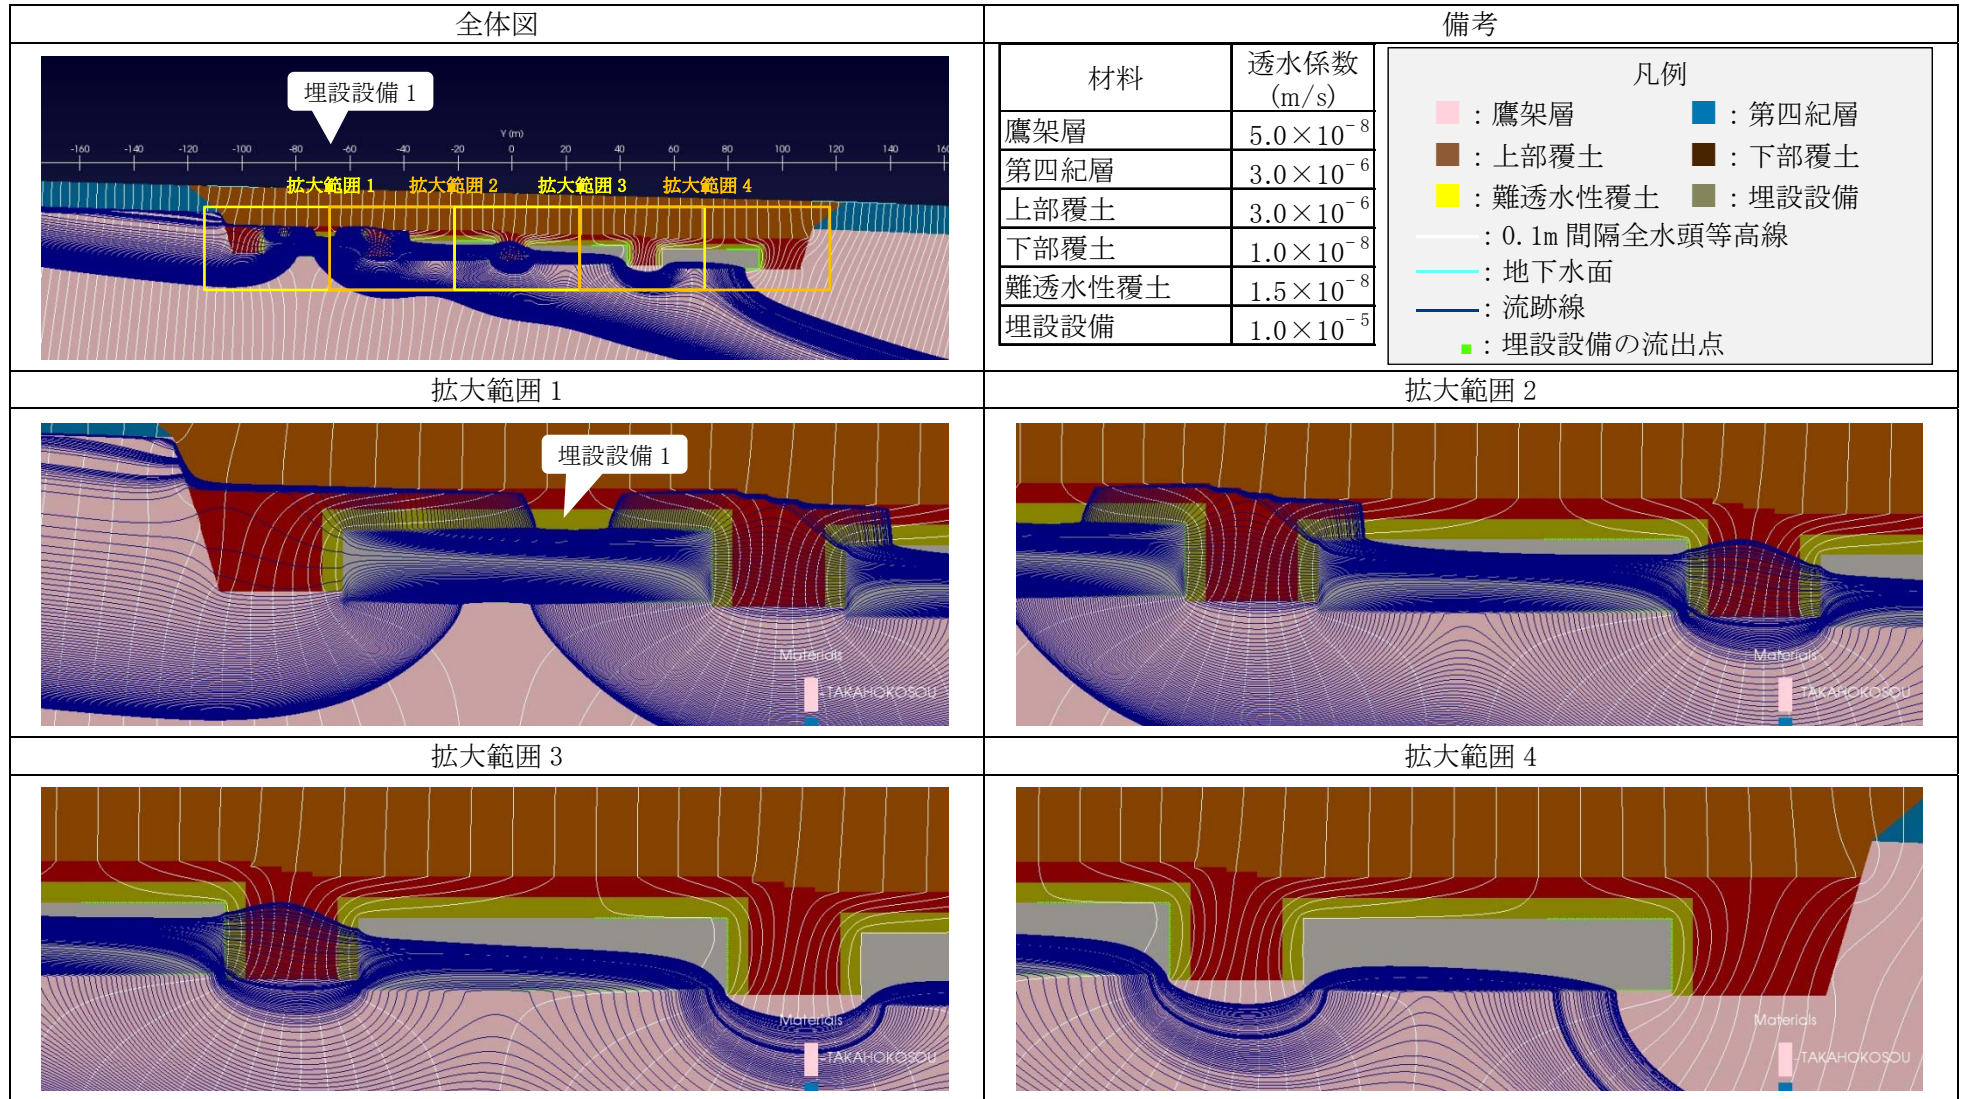 全体図
備考
埋設設備 1
Y (m)
-160 -140 -120 -100 -80 -60 -40 -20 0 20 40 60 80 100 120 140 160
拡大範囲 1 拡大範囲 2 拡大範囲 3 拡大範囲 4
材料 透水係数
(m/s)
鷹架層 5.0×10⁻⁸
第四紀層 3.0×10⁻⁶
上部覆土 3.0×10⁻⁶
下部覆土 1.0×10⁻⁸
難透水性覆土 1.5×10⁻⁸
埋設設備 1.0×10⁻⁵
凡例
：鷹架層 ：第四紀層
：上部覆土 ：下部覆土
：難透水性覆土 ：埋設設備
：0.1m 間隔全水頭等高線
：地下水面
：流跡線
：埋設設備の流出点
拡大範囲 1
拡大範囲 2
埋設設備 1
Materials
TAKAHOKOSOU
Materials
TAKAHOKOSOU
拡大範囲 3
拡大範囲 4
Materials
TAKAHOKOSOU
Materials
TAKAHOKOSOU